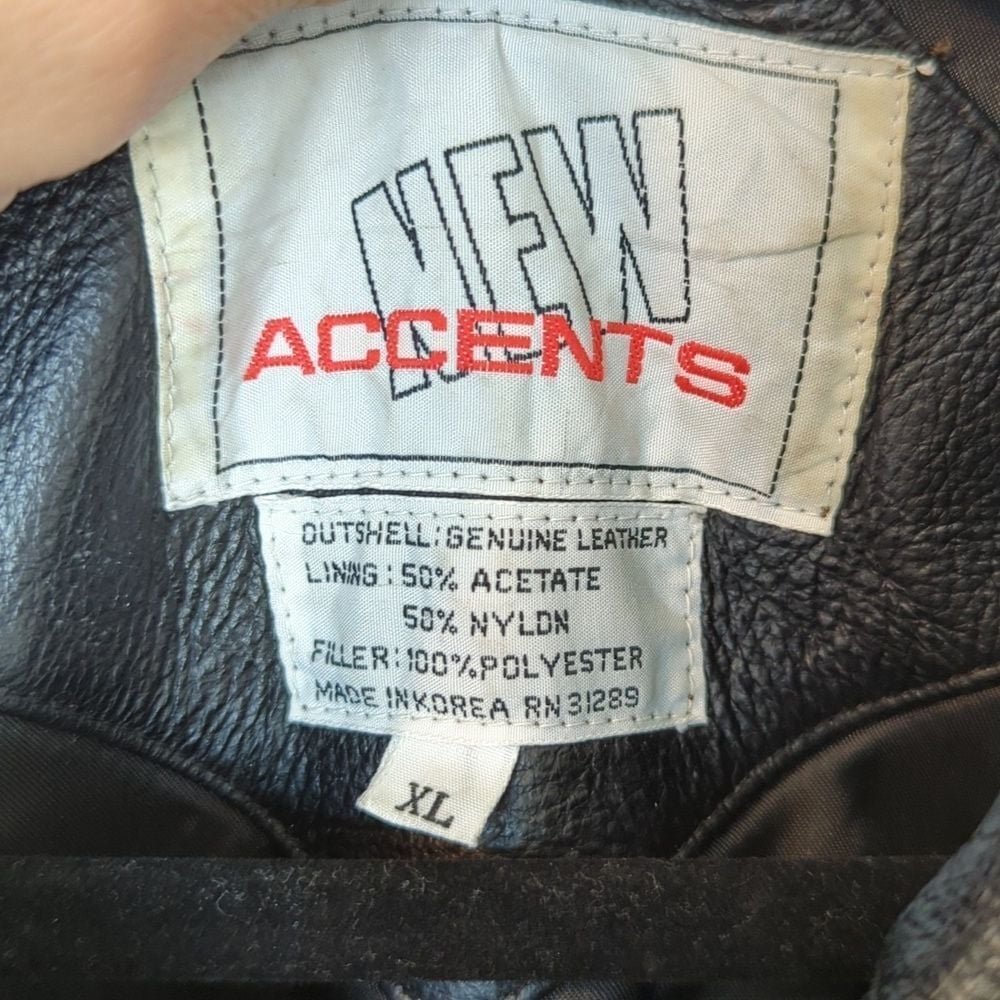 NEW
ACCENTS
OUTSHELL: GENUINE LEATHER
LINING: 50% ACETATE
50% NYLON
FILLER: 100% POLYESTER
MADE IN KOREA RN 31289
XL